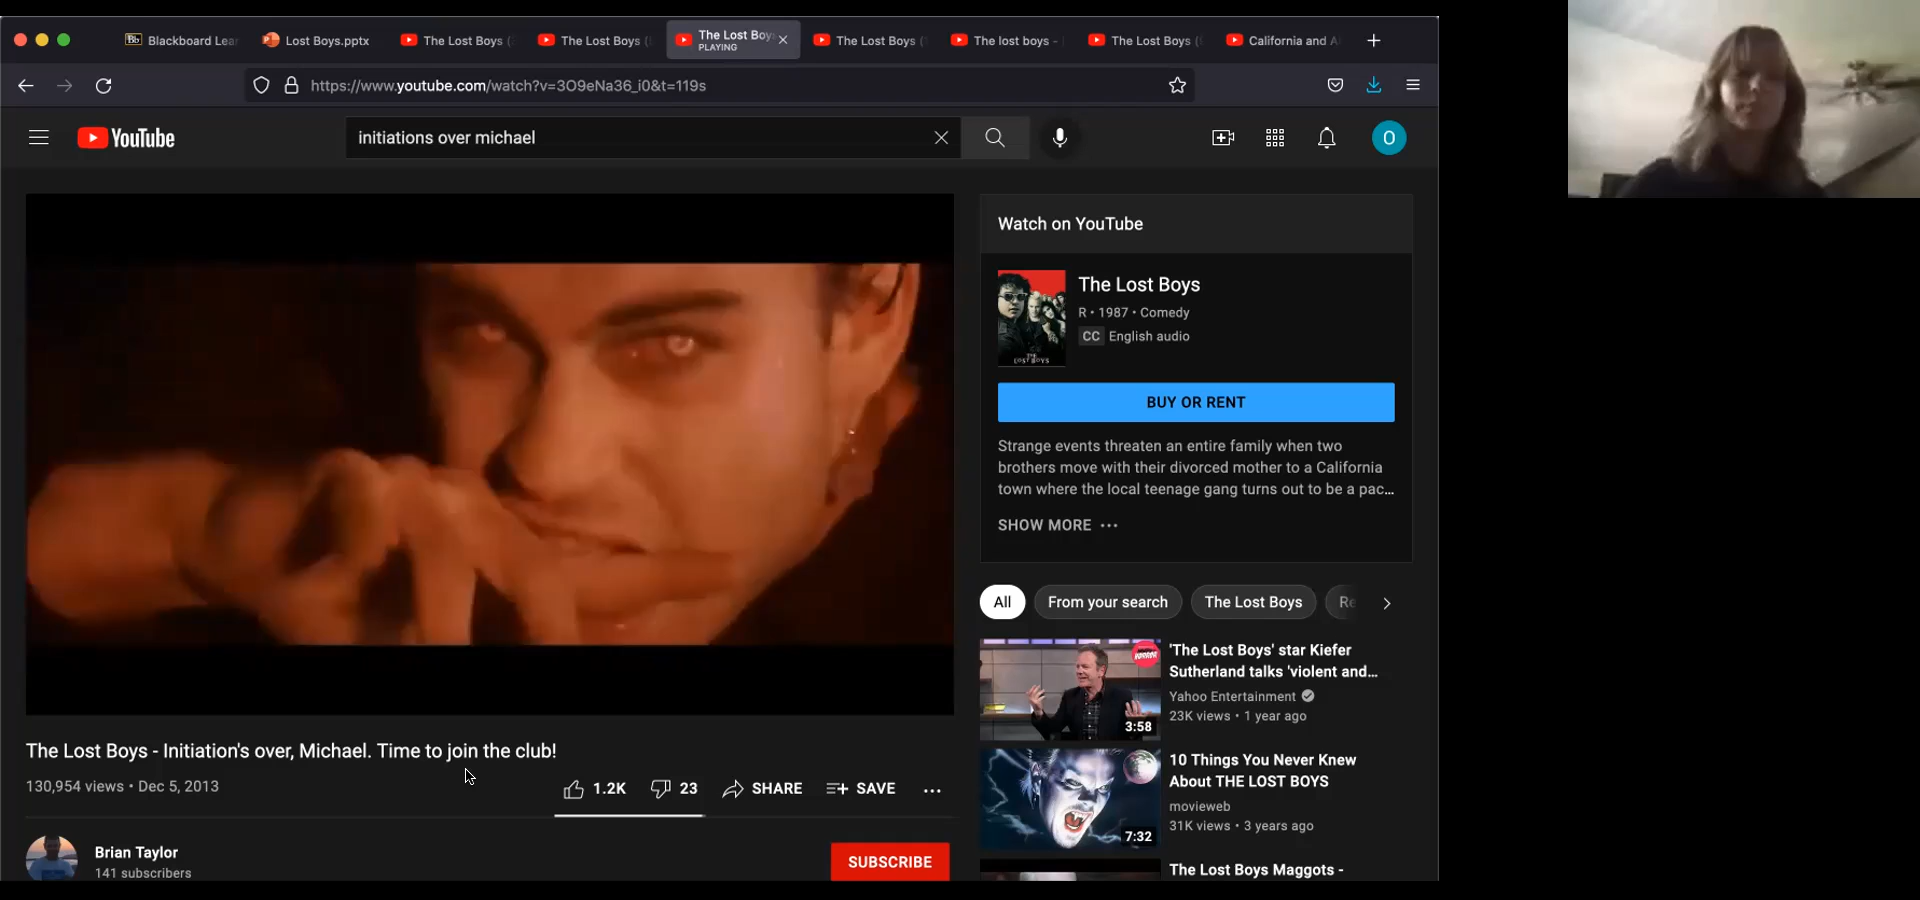 Blackboard Lea
Lost Boys.pptx
The Lost Boys (
The Lost Boys (
The Lost Boy
PLAYING
The Lost Boys (
The lost boys -
The Lost Boys (
California and A
https://www.youtube.com/watch?v=3O9eNa36_i0&t=119s
YouTube
initiations over michael
O
Watch on YouTube
The Lost Boys
R • 1987 • Comedy
CC English audio
BUY OR RENT
Strange events threaten an entire family when two
brothers move with their divorced mother to a California
town where the local teenage gang turns out to be a pac...
SHOW MORE
All
From your search
The Lost Boys
Re
'The Lost Boys' star Kiefer
Sutherland talks 'violent and...
Yahoo Entertainment
23K views • 1 year ago
3:58
10 Things You Never Knew
About THE LOST BOYS
movieweb
31K views • 3 years ago
7:32
The Lost Boys Maggots -
The Lost Boys - Initiation's over, Michael. Time to join the club!
130,954 views • Dec 5, 2013
1.2K
23
SHARE
SAVE
Brian Taylor
141 subscribers
SUBSCRIBE